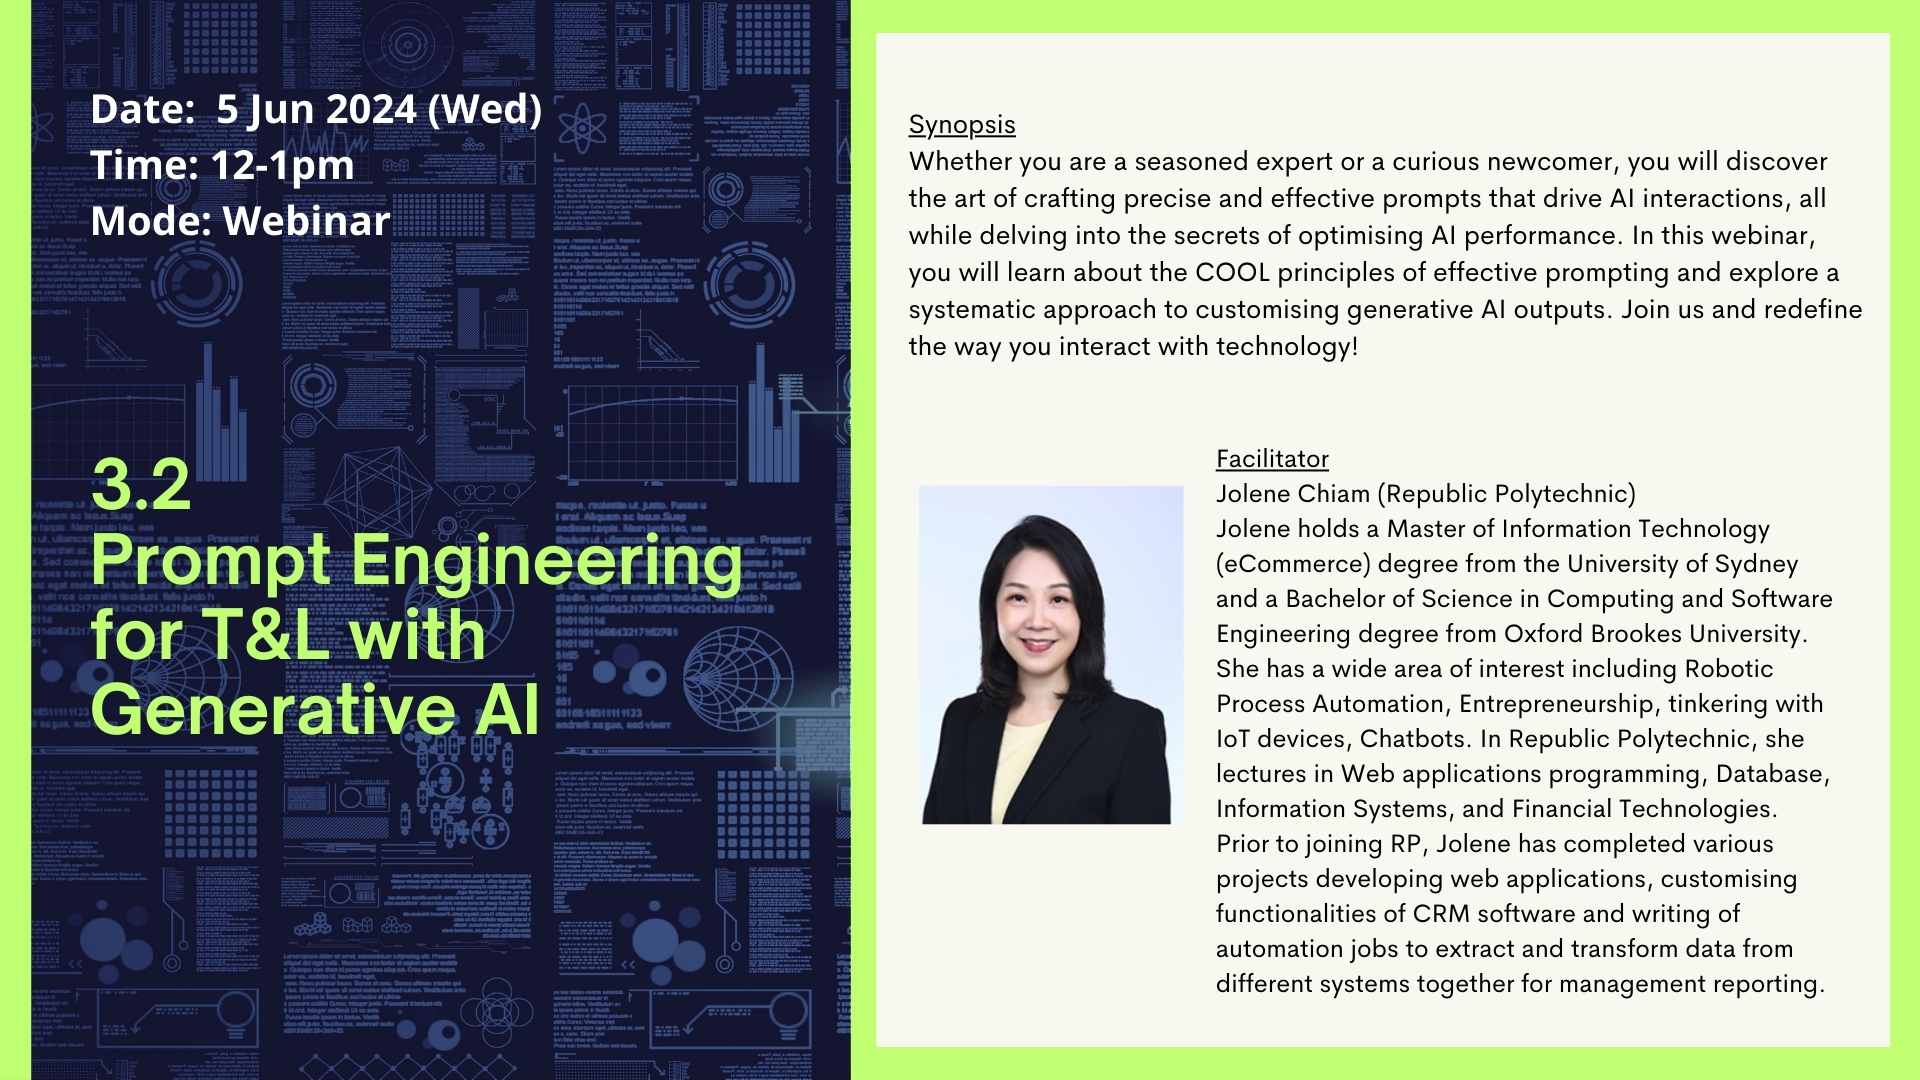 Date:  5 Jun 2024 (Wed)
Time: 12-1pm
Mode: Webinar
3.2
Prompt Engineering
for T&L with
Generative AI
Synopsis
Whether you are a seasoned expert or a curious newcomer, you will discover
the art of crafting precise and effective prompts that drive AI interactions, all
while delving into the secrets of optimising AI performance. In this webinar,
you will learn about the COOL principles of effective prompting and explore a
systematic approach to customising generative AI outputs. Join us and redefine
the way you interact with technology!
Facilitator
Jolene Chiam (Republic Polytechnic)
Jolene holds a Master of Information Technology
(eCommerce) degree from the University of Sydney
and a Bachelor of Science in Computing and Software
Engineering degree from Oxford Brookes University.
She has a wide area of interest including Robotic
Process Automation, Entrepreneurship, tinkering with
IoT devices, Chatbots. In Republic Polytechnic, she
lectures in Web applications programming, Database,
Information Systems, and Financial Technologies.
Prior to joining RP, Jolene has completed various
projects developing web applications, customising
functionalities of CRM software and writing of
automation jobs to extract and transform data from
different systems together for management reporting.